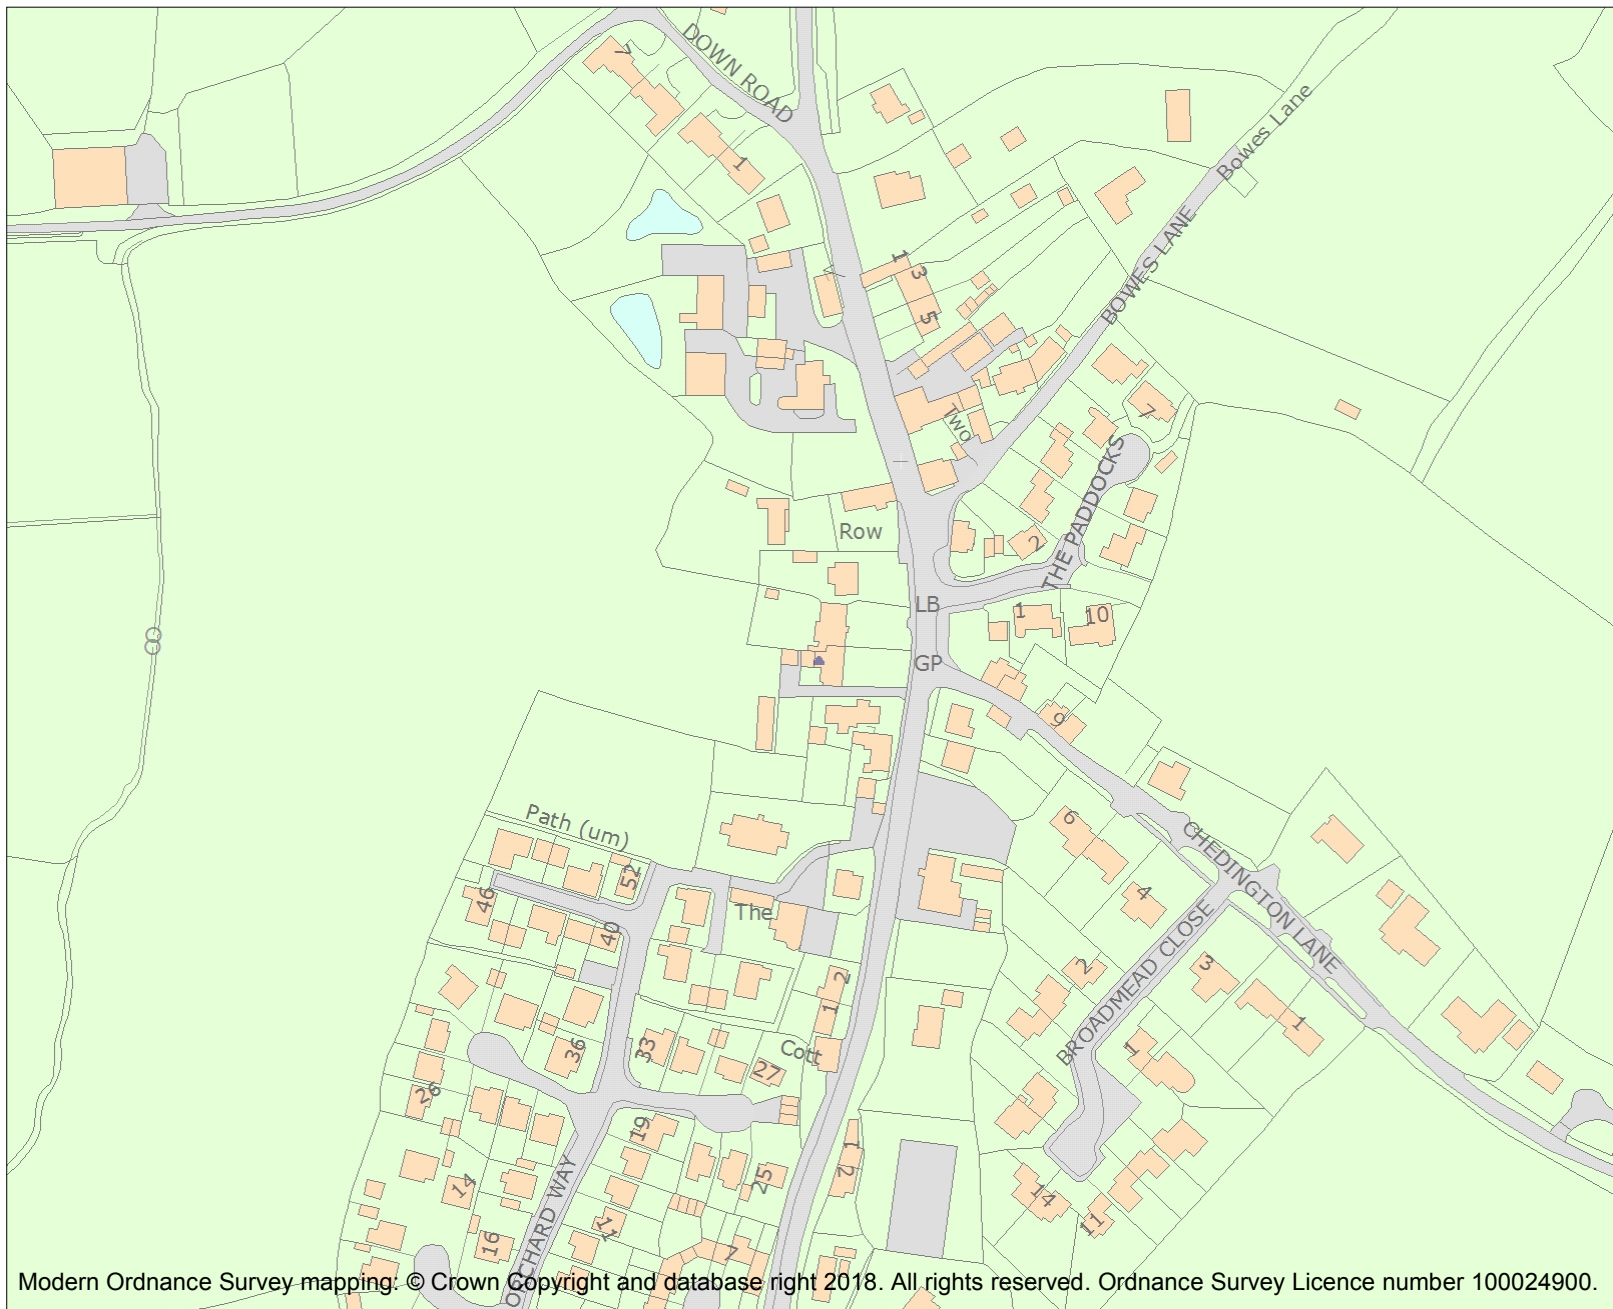 7
DOWN ROAD
1
Bowes Lane
BOWES LANE
1
3
5
Two
7
THE PADDOCKS
Row
2
LB
1
10
GP
9
Path (um)
52
46
40
The
6
4
CHEDINGTON LANE
BROADMEAD CLOSE
2
3
1
1
2
1
Cott
36
33
27
26
19
1
2
25
14
14
11
11
16
7
ORCHARD WAY
Modern Ordnance Survey mapping: © Crown Copyright and database right 2018. All rights reserved. Ordnance Survey Licence number 100024900.